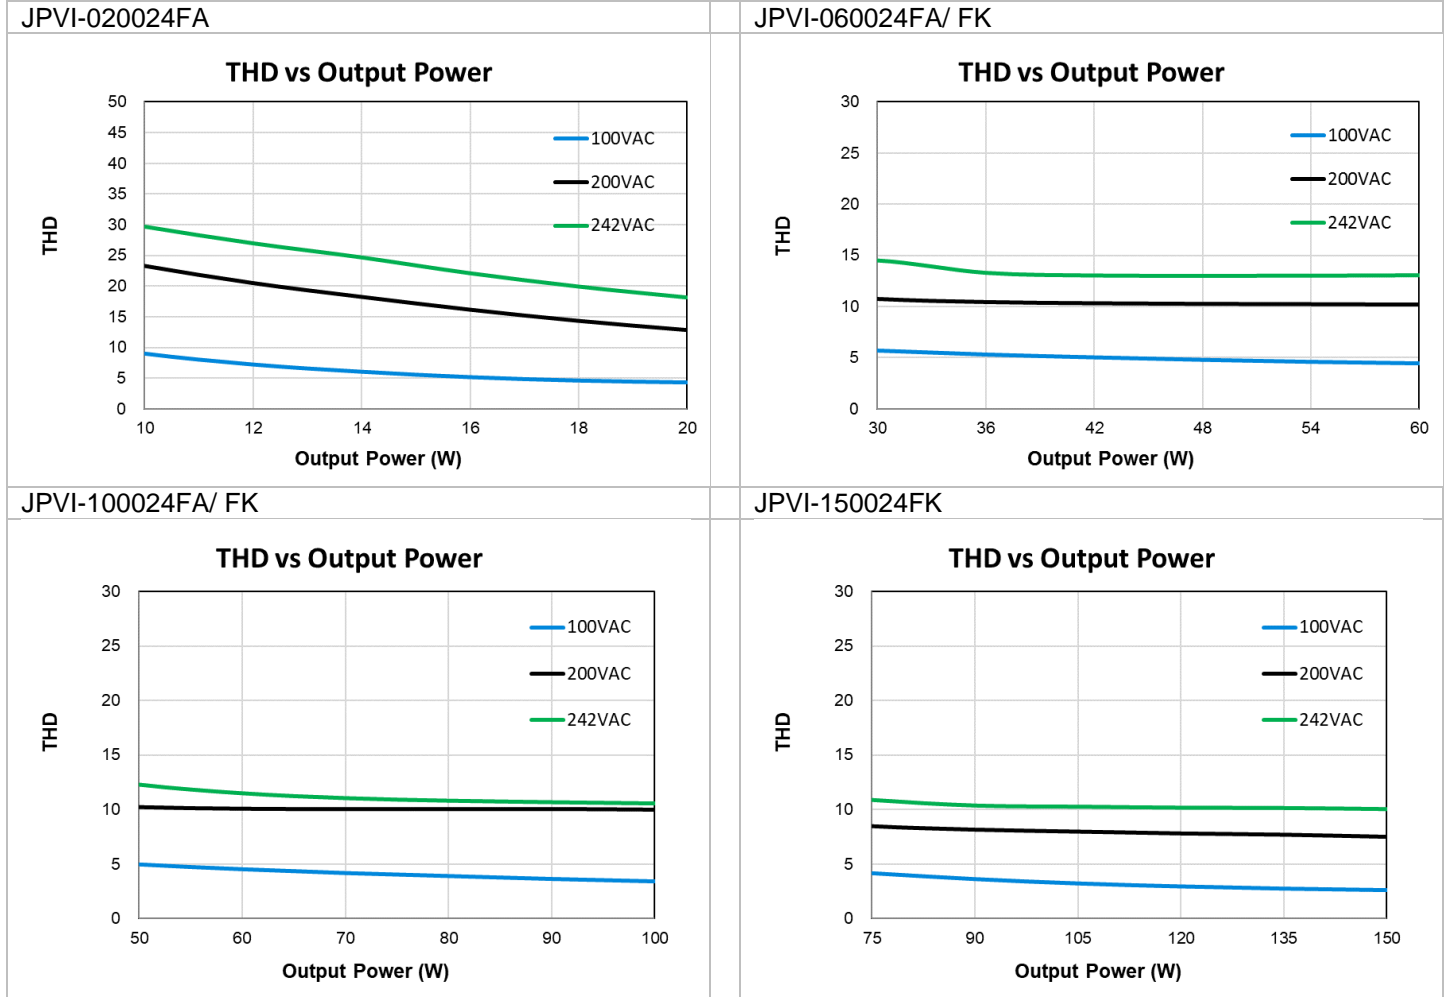 JPVI-020024FA
THD vs Output Power
50
45
40
35
30
25
20
15
10
5
0
THD
100VAC
200VAC
242VAC
10 12 14 16 18 20
Output Power (W)
JPVI-060024FA/ FK
THD vs Output Power
30
25
20
15
10
5
0
THD
100VAC
200VAC
242VAC
30 36 42 48 54 60
Output Power (W)
JPVI-100024FA/ FK
THD vs Output Power
30
25
20
15
10
5
0
THD
100VAC
200VAC
242VAC
50 60 70 80 90 100
Output Power (W)
JPVI-150024FK
THD vs Output Power
30
25
20
15
10
5
0
THD
100VAC
200VAC
242VAC
75 90 105 120 135 150
Output Power (W)